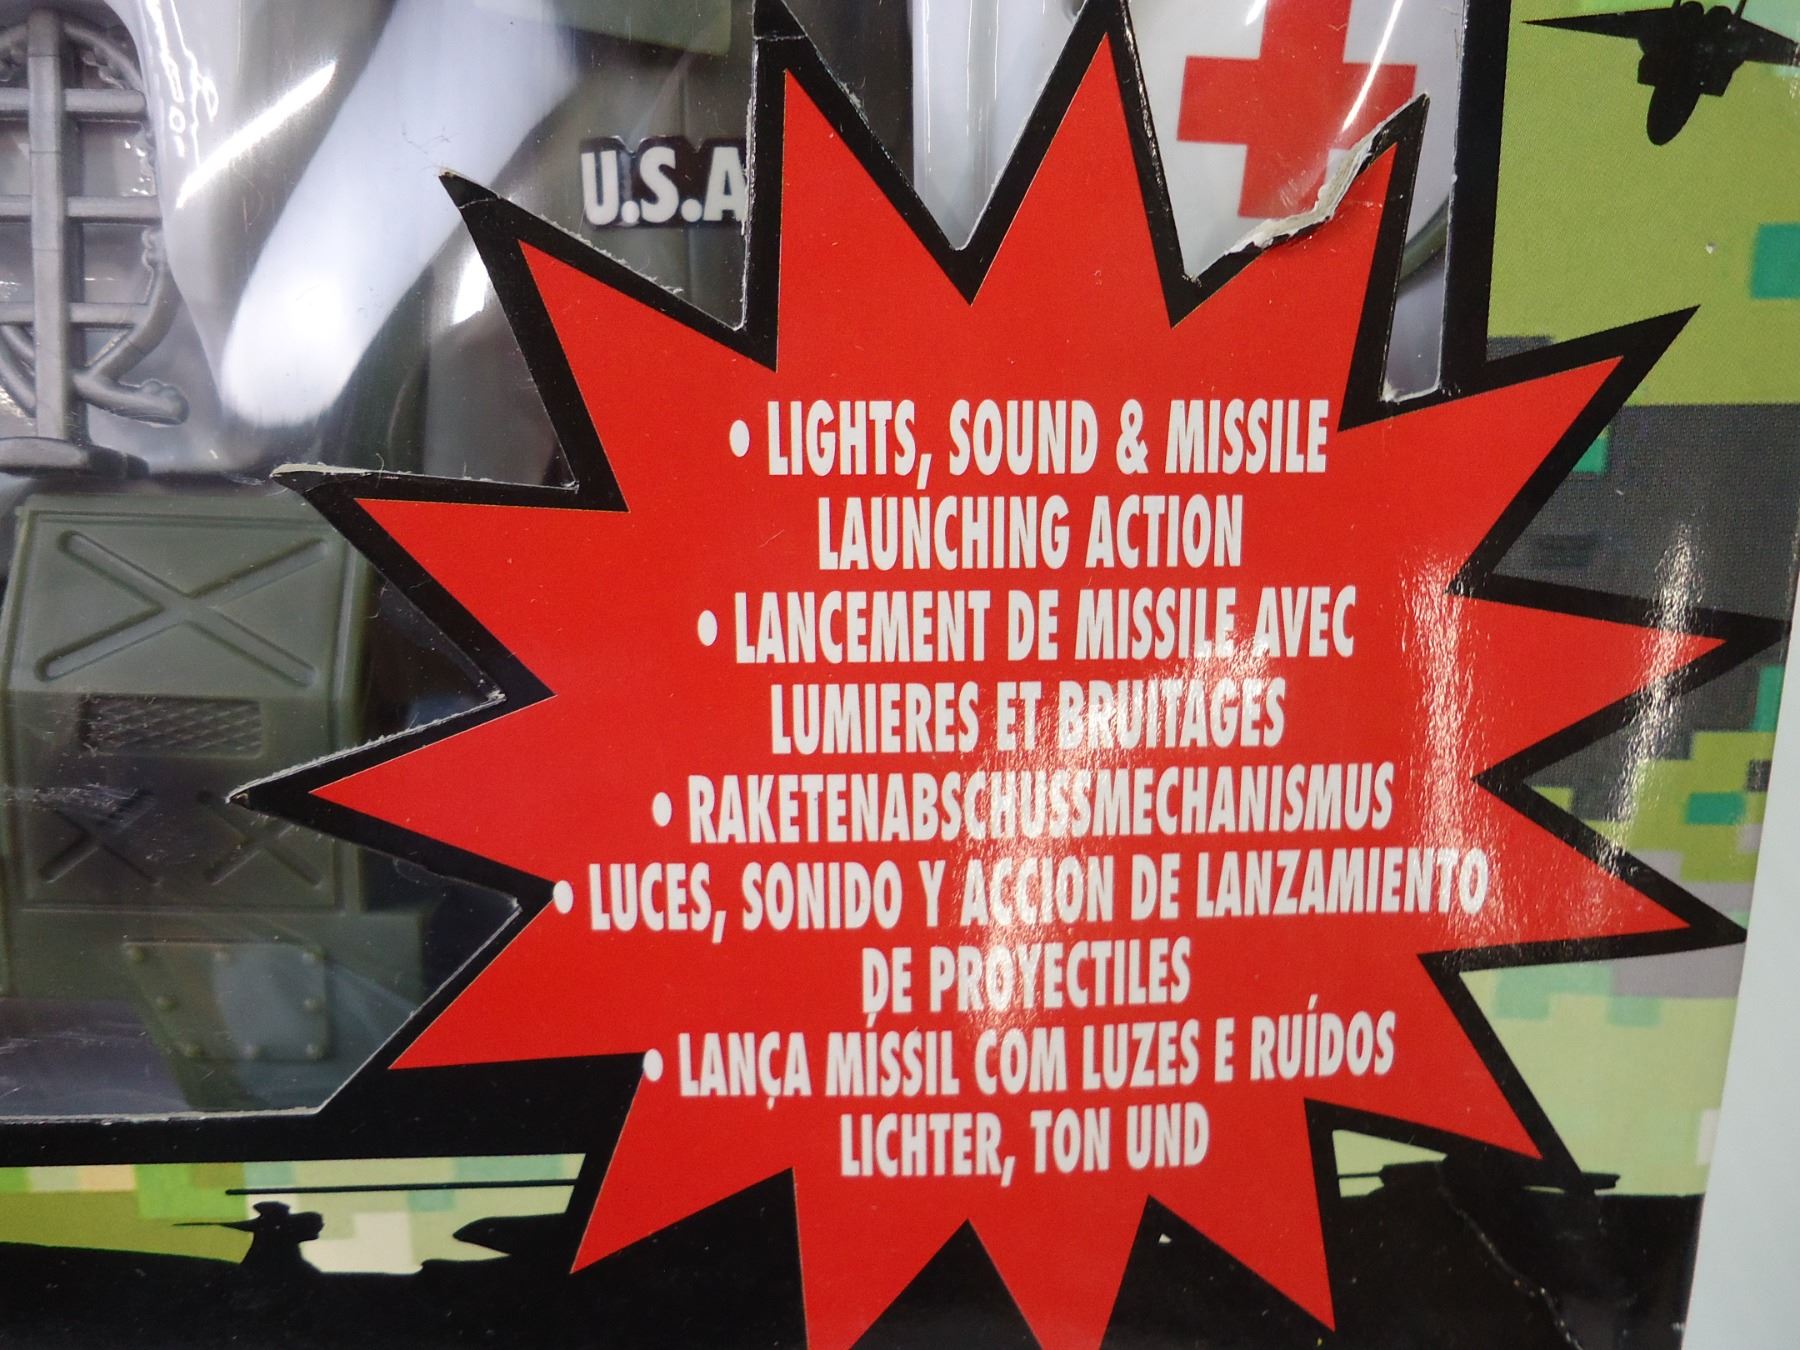 U.S.A
• LIGHTS, SOUND & MISSILE
LAUNCHING ACTION
• LANCEMENT DE MISSILE AVEC
LUMIERES ET BRUITAGES
• RAKETENABSCHUSSMECHANISMUS
• LUCES, SONIDO Y ACCION DE LANZAMIENTO
DE PROYECTILES
• LANÇA MÍSSIL COM LUZES E RUÍDOS
LICHTER, TON UND